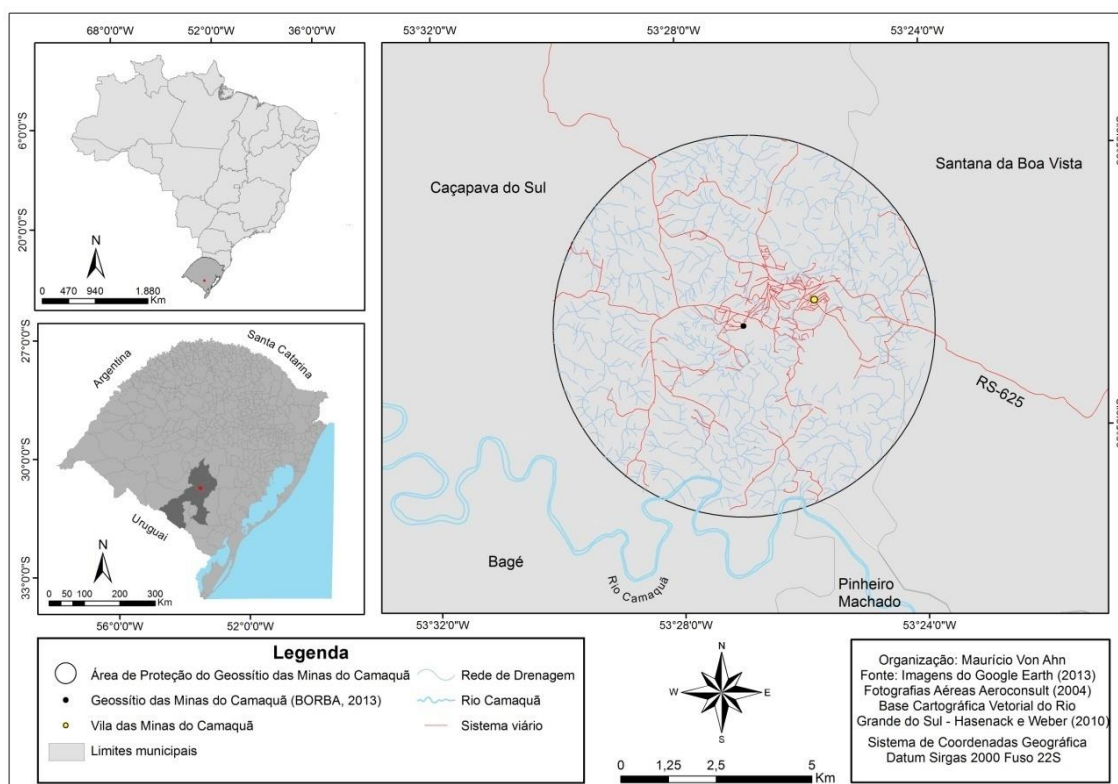 68°0'0"W
52°0'0"W
36°0'0"W
6°0'0"S
20°0'0"S
N
0 470 940 1.880
Km
27°0'0"S
30°0'0"S
33°0'0"S
Argentina
Santa Catarina
Uruguai
N
0 50 100 200 300
Km
56°0'0"W
52°0'0"W
53°32'0"W
53°28'0"W
53°24'0"W
Caçapava do Sul
Santana da Boa Vista
RS-625
Bagé
Rio Camaquã
Pinheiro
Machado
53°32'0"W
53°28'0"W
53°24'0"W
Legenda
Área de Proteção do Geossítio das Minas do Camaquã
Geossítio das Minas do Camaquã (BORBA, 2013)
Vila das Minas do Camaquã
Limites municipais
Rede de Drenagem
Rio Camaquã
Sistema viário
N
W E
S
0 1,25 2,5 5
Km
Organização: Maurício Von Ahn
Fonte: Imagens do Google Earth (2013)
Fotografias Aéreas Aeroconsult (2004)
Base Cartográfica Vetorial do Rio
Grande do Sul - Hasenack e Weber (2010)
Sistema de Coordenadas Geográfica
Datum Sirgas 2000 Fuso 22S